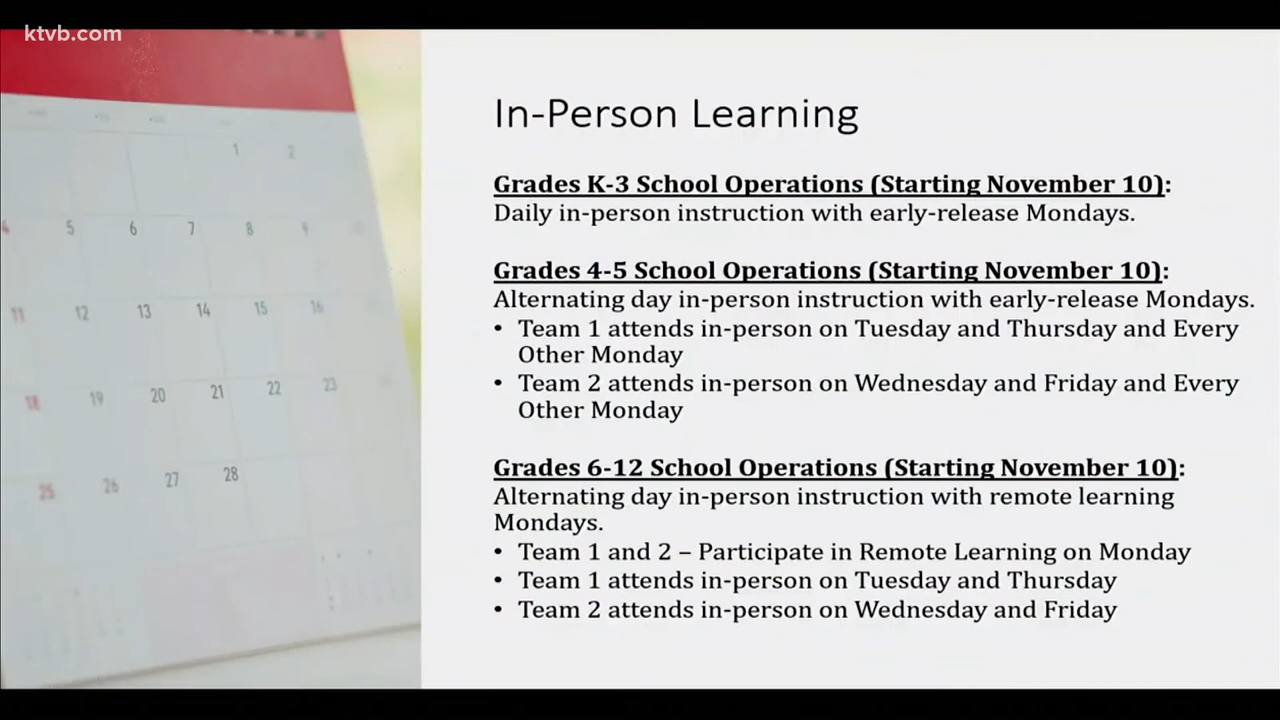 ktvb.com
In-Person Learning
Grades K-3 School Operations (Starting November 10):
Daily in-person instruction with early-release Mondays.
Grades 4-5 School Operations (Starting November 10):
Alternating day in-person instruction with early-release Mondays.
• Team 1 attends in-person on Tuesday and Thursday and Every
Other Monday
• Team 2 attends in-person on Wednesday and Friday and Every
Other Monday
Grades 6-12 School Operations (Starting November 10):
Alternating day in-person instruction with remote learning
Mondays.
• Team 1 and 2 – Participate in Remote Learning on Monday
• Team 1 attends in-person on Tuesday and Thursday
• Team 2 attends in-person on Wednesday and Friday
1 2
4 5 6 7 8 9
11 12 13 14 15 16
18 19 20 21 22 23
25 26 27 28